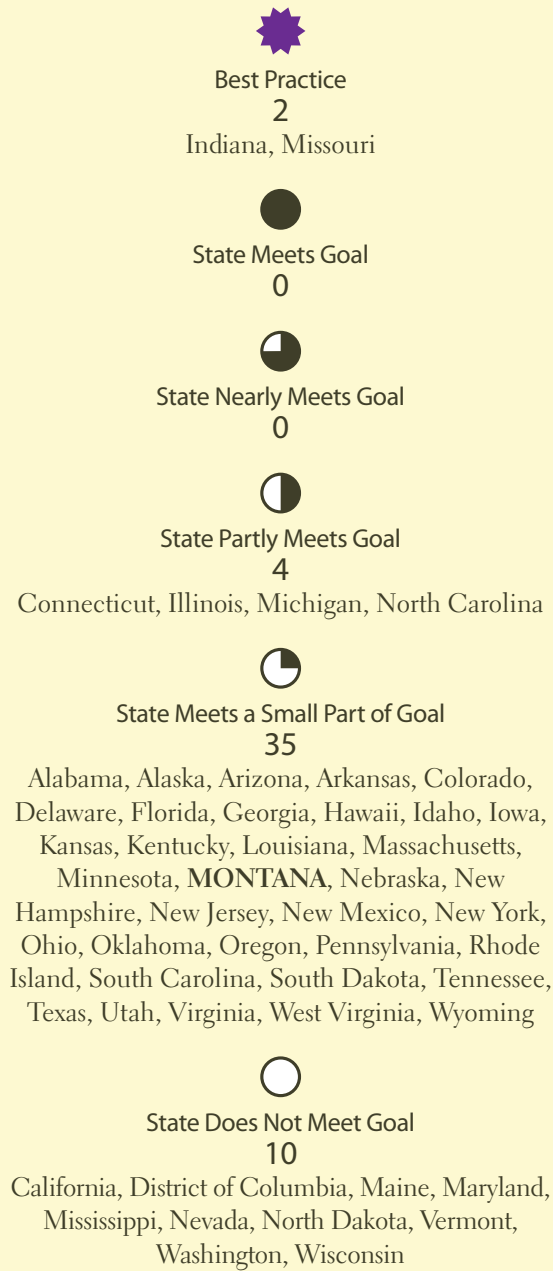 Best Practice
2
Indiana, Missouri
State Meets Goal
0
State Nearly Meets Goal
0
State Partly Meets Goal
4
Connecticut, Illinois, Michigan, North Carolina
State Meets a Small Part of Goal
35
Alabama, Alaska, Arizona, Arkansas, Colorado,
Delaware, Florida, Georgia, Hawaii, Idaho, Iowa,
Kansas, Kentucky, Louisiana, Massachusetts,
Minnesota, MONTANA, Nebraska, New
Hampshire, New Jersey, New Mexico, New York,
Ohio, Oklahoma, Oregon, Pennsylvania, Rhode
Island, South Carolina, South Dakota, Tennessee,
Texas, Utah, Virginia, West Virginia, Wyoming
State Does Not Meet Goal
10
California, District of Columbia, Maine, Maryland,
Mississippi, Nevada, North Dakota, Vermont,
Washington, Wisconsin